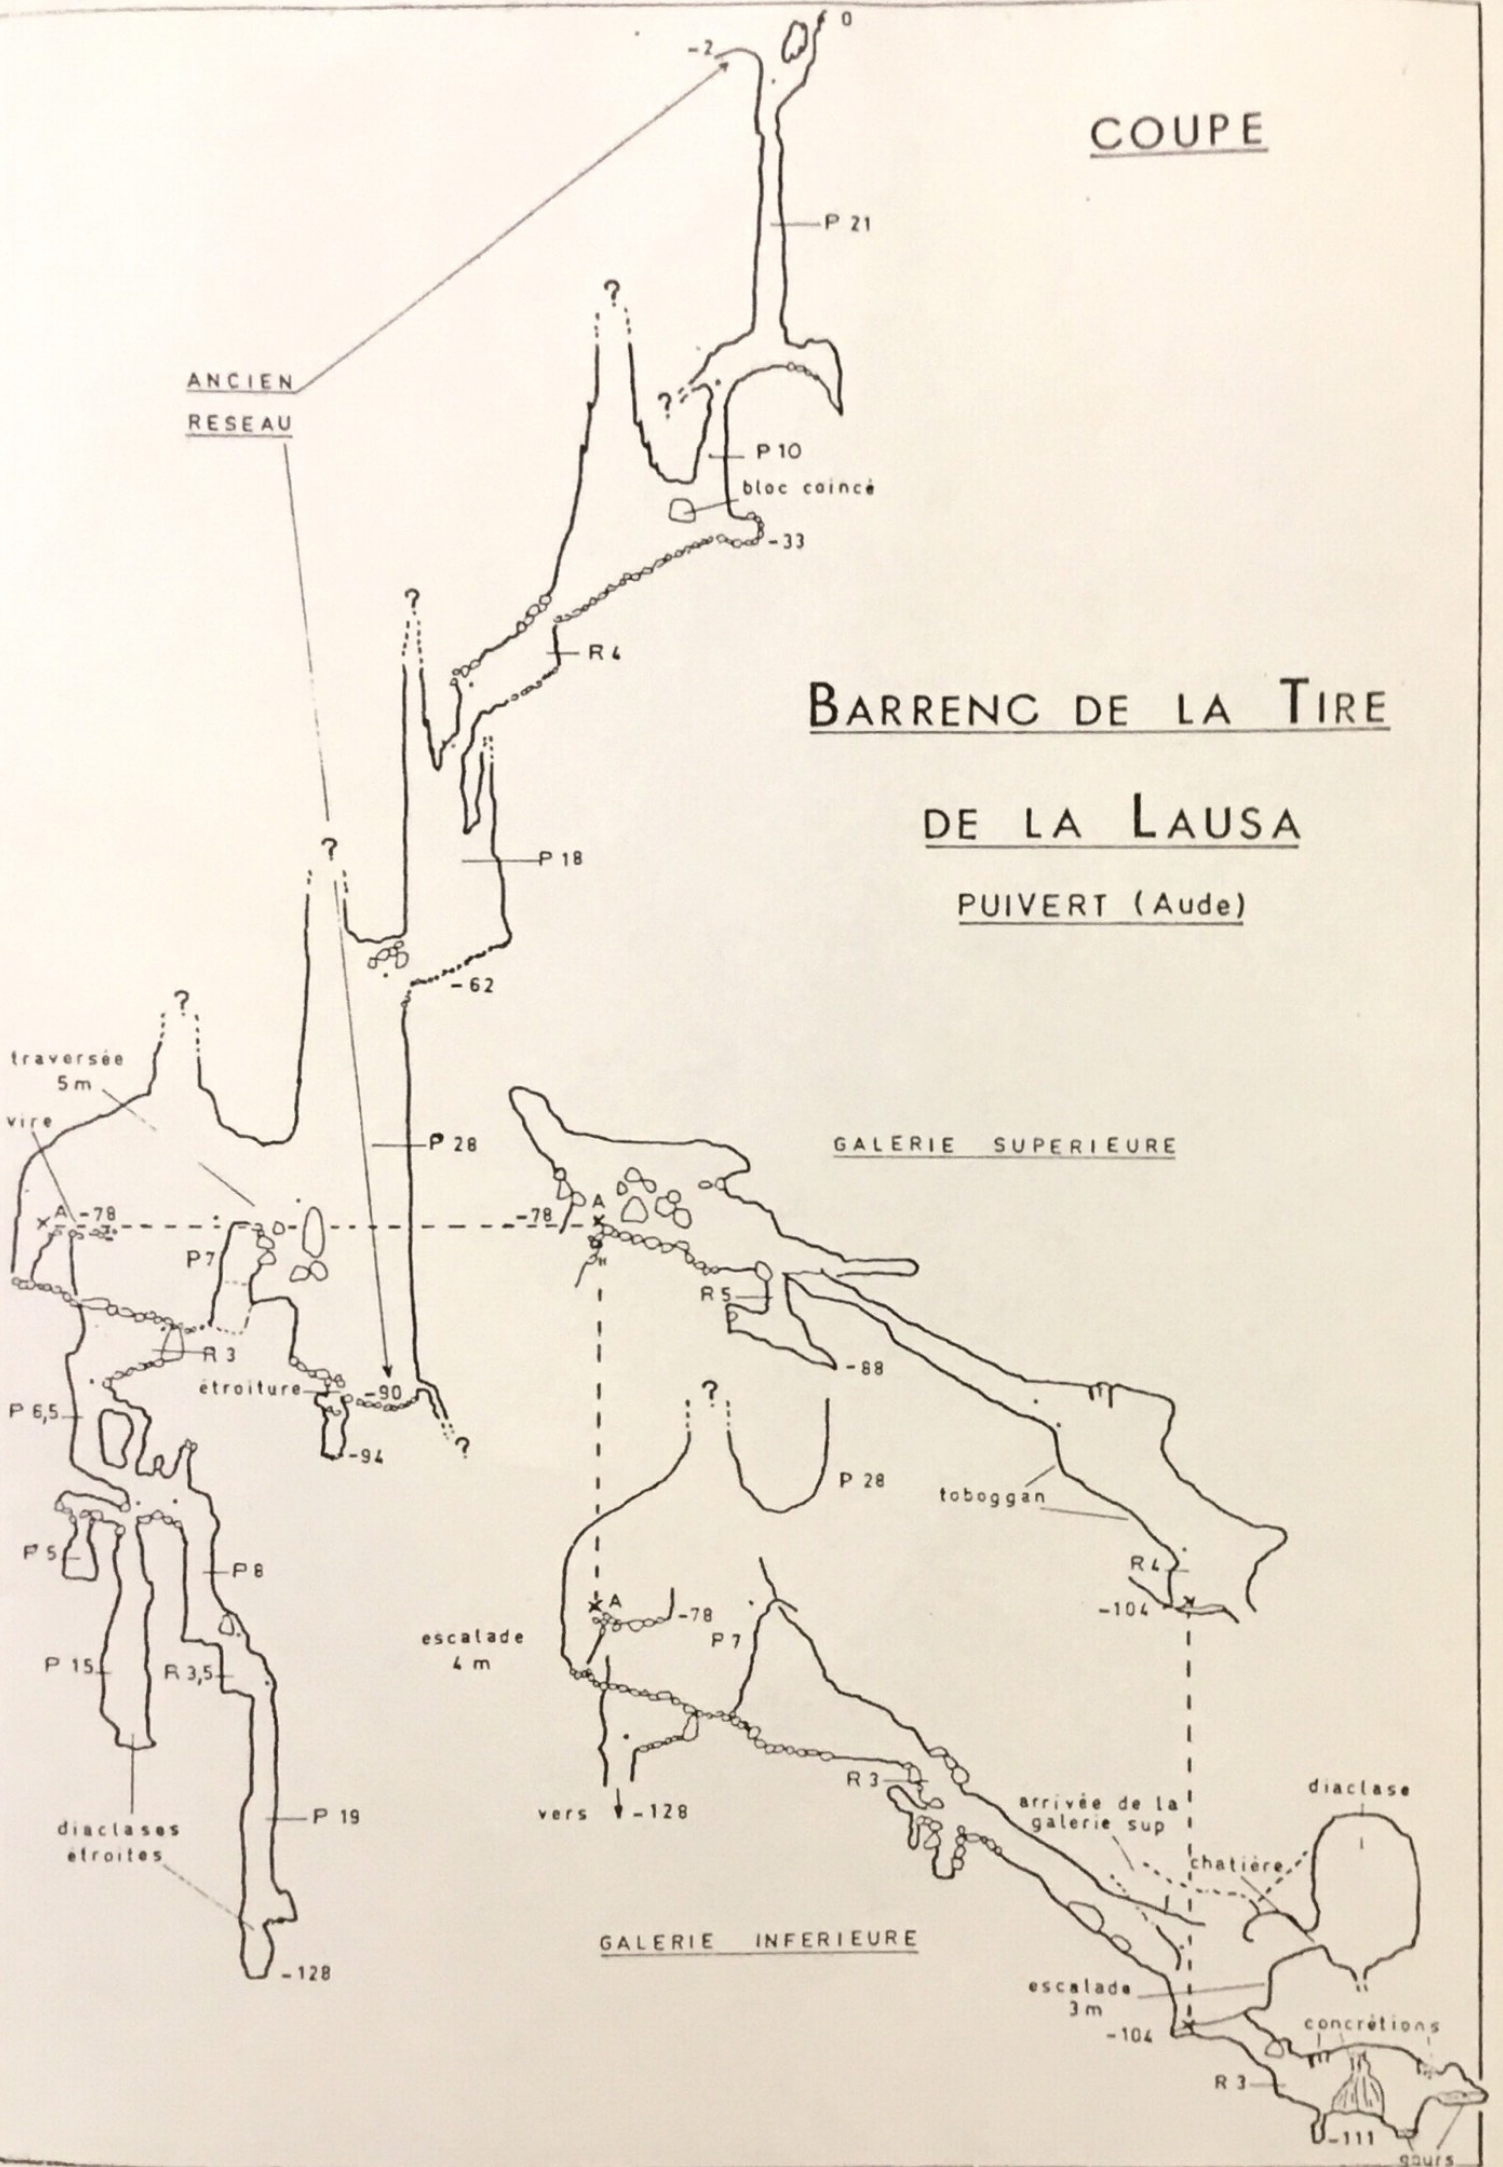 0
-2
COUPE
P 21
?
ANCIEN
RESEAU
?
P 10
bloc coincé
-33
?
R 4
BARRENC DE LA TIRE
DE LA LAUSA
PUIVERT (Aude)
?
P 18
-62
?
traversée
5 m
vire
P 28
GALERIE SUPERIEURE
A -78
-78
A
P 7
R 5
R 3
-88
étroiture
-90
P 6,5
?
-94
?
P 28
toboggan
P 5
P 8
R 4
-104
A
-78
escalade
4 m
P 7
P 15
R 3,5
R 3
diaclase
arrivée de la
galerie sup
vers -128
P 19
diaclases
étroites
chatière
GALERIE INFERIEURE
-128
escalade
3 m
-104
concrétions
R 3
-111
gours